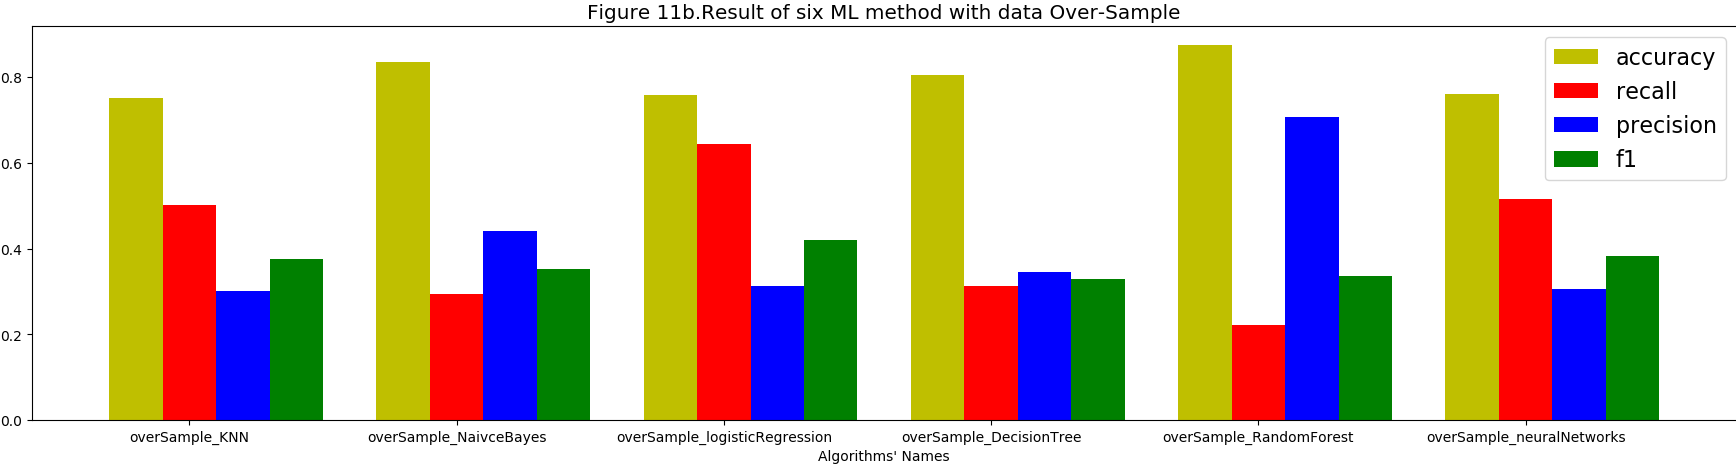 Figure 11b.Result of six ML method with data Over-Sample
accuracy
recall
precision
f1
0.8
0.6
0.4
0.2
0.0
overSample_KNN overSample_NaivceBayes overSample_logisticRegression overSample_DecisionTree overSample_RandomForest overSample_neuralNetworks
Algorithms' Names